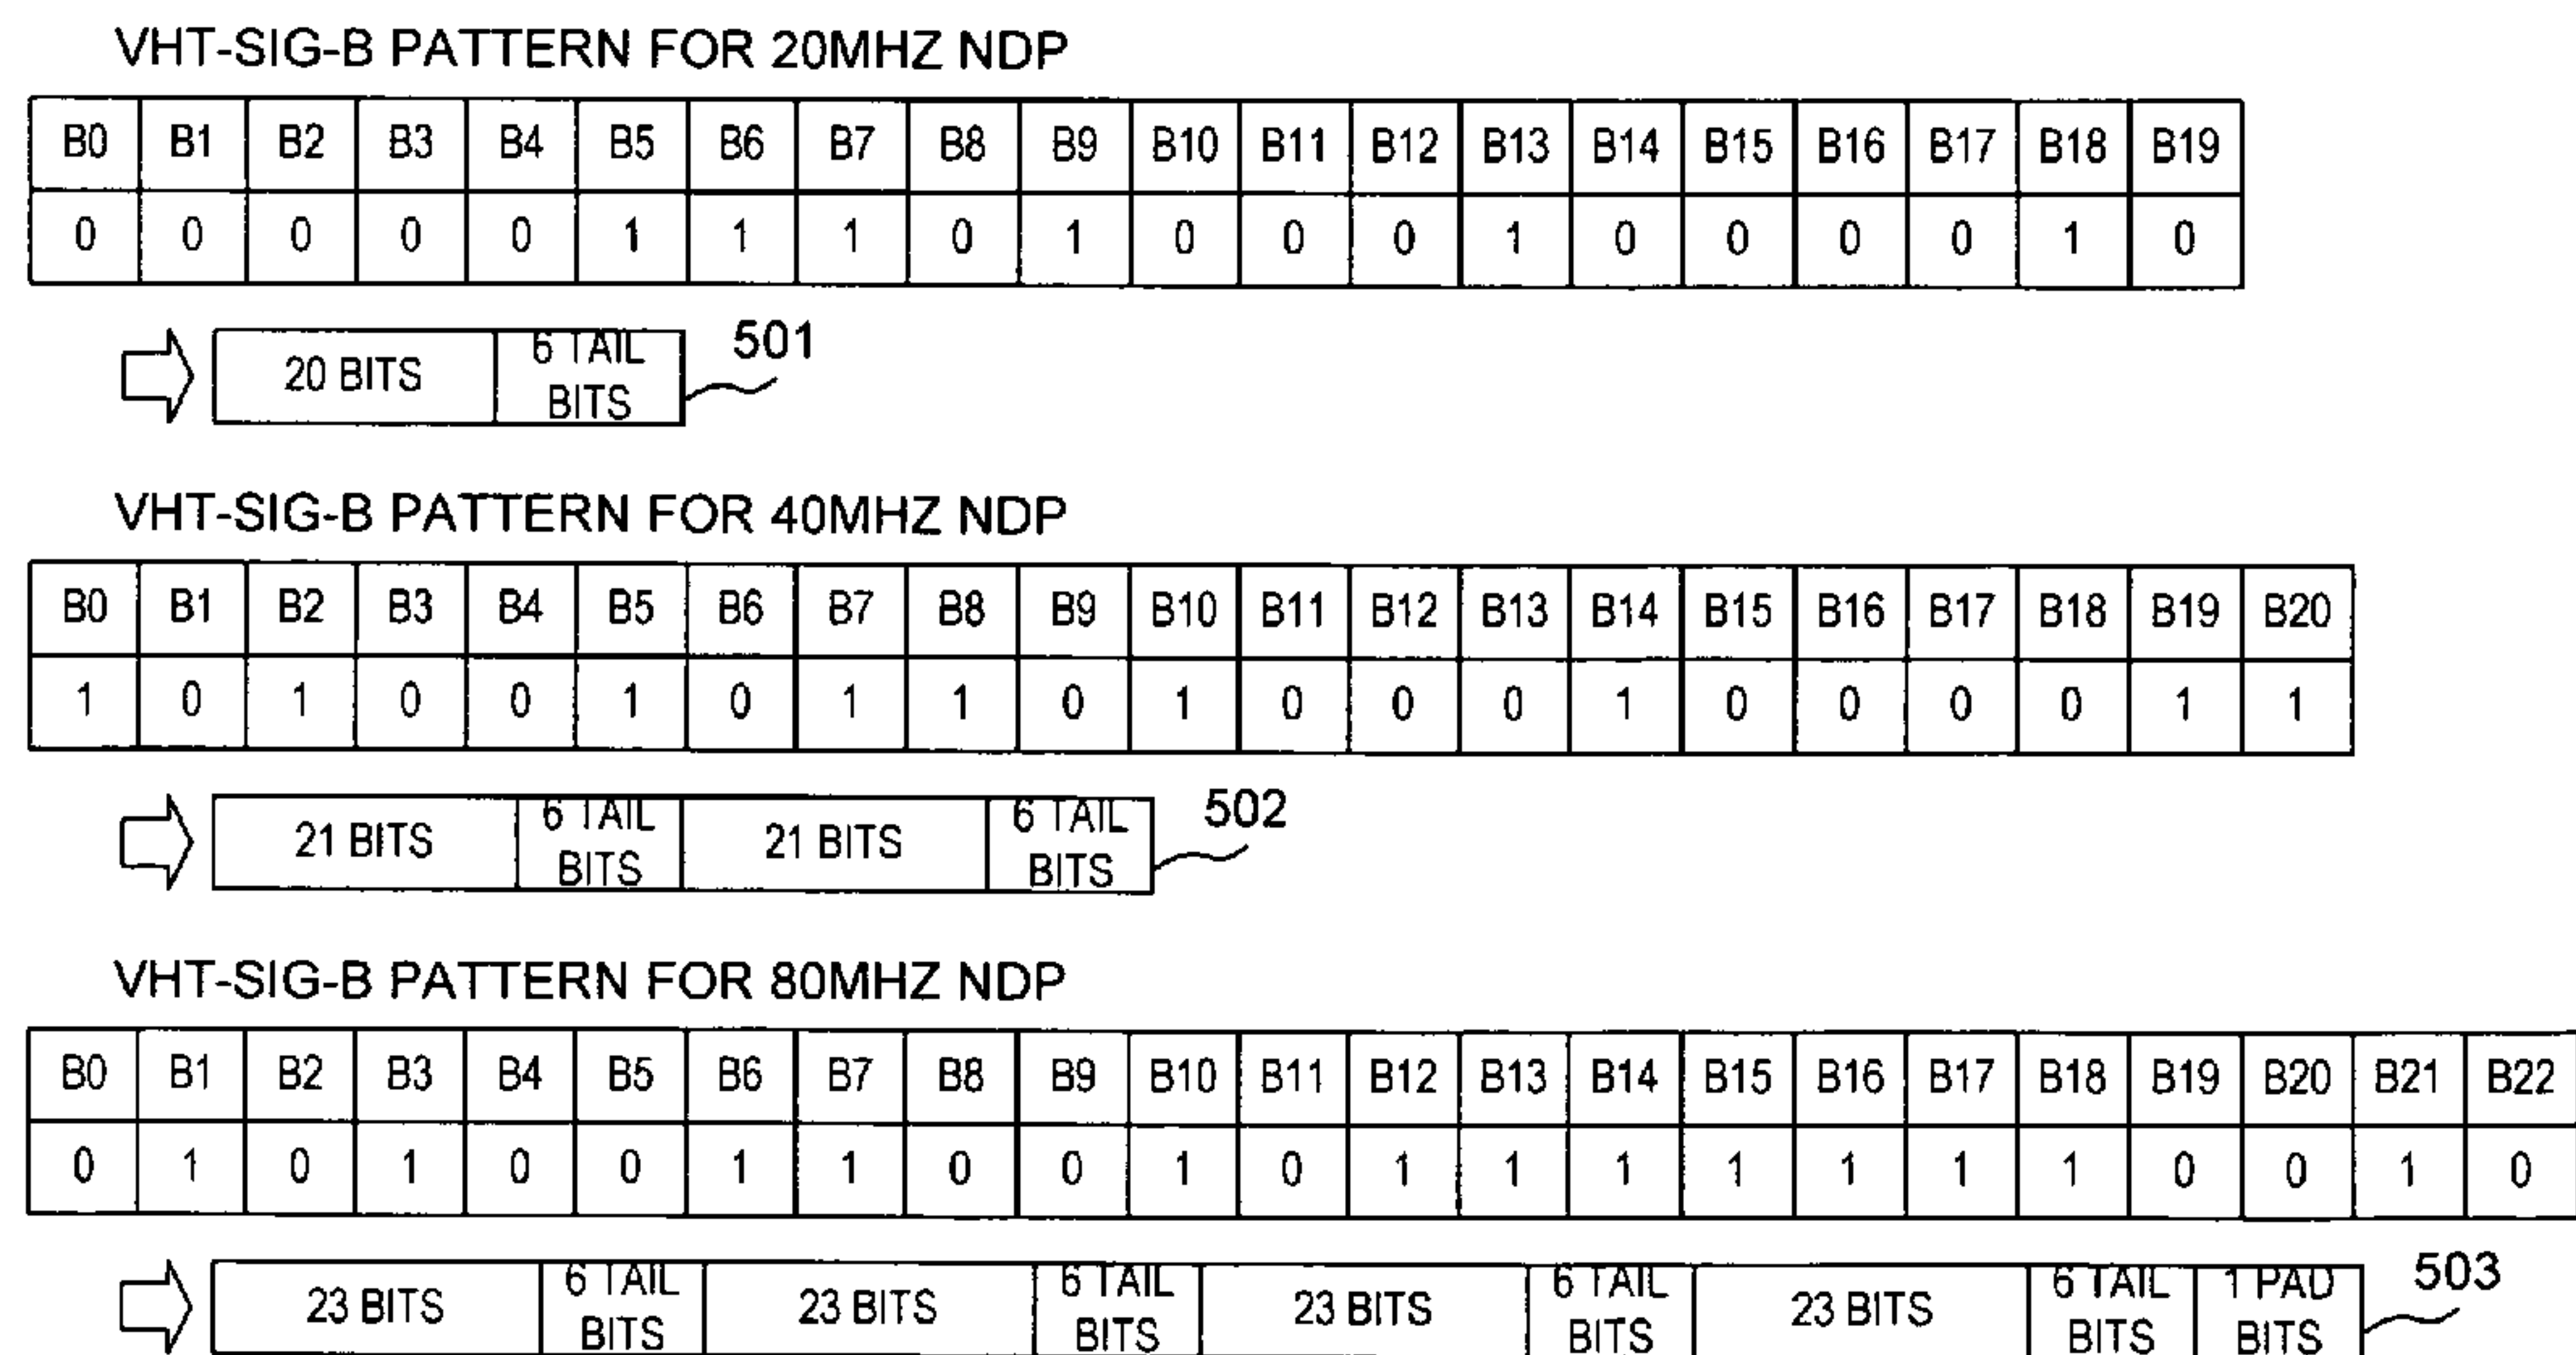 VHT-SIG-B PATTERN FOR 20MHZ NDP
B0 B1 B2 B3 B4 B5 B6 B7 B8 B9 B10 B11 B12 B13 B14 B15 B16 B17 B18 B19
0 0 0 0 0 1 1 1 0 1 0 0 0 1 0 0 0 0 1 0
20 BITS 6 TAIL BITS 501
VHT-SIG-B PATTERN FOR 40MHZ NDP
B0 B1 B2 B3 B4 B5 B6 B7 B8 B9 B10 B11 B12 B13 B14 B15 B16 B17 B18 B19 B20
1 0 1 0 0 1 0 1 1 0 1 0 0 0 1 0 0 0 0 1 1
21 BITS 6 TAIL BITS 21 BITS 6 TAIL BITS 502
VHT-SIG-B PATTERN FOR 80MHZ NDP
B0 B1 B2 B3 B4 B5 B6 B7 B8 B9 B10 B11 B12 B13 B14 B15 B16 B17 B18 B19 B20 B21 B22
0 1 0 1 0 0 1 1 0 0 1 0 1 1 1 1 1 1 1 0 0 1 0
23 BITS 6 TAIL BITS 23 BITS 6 TAIL BITS 23 BITS 6 TAIL BITS 23 BITS 6 TAIL BITS 1 PAD BITS 503